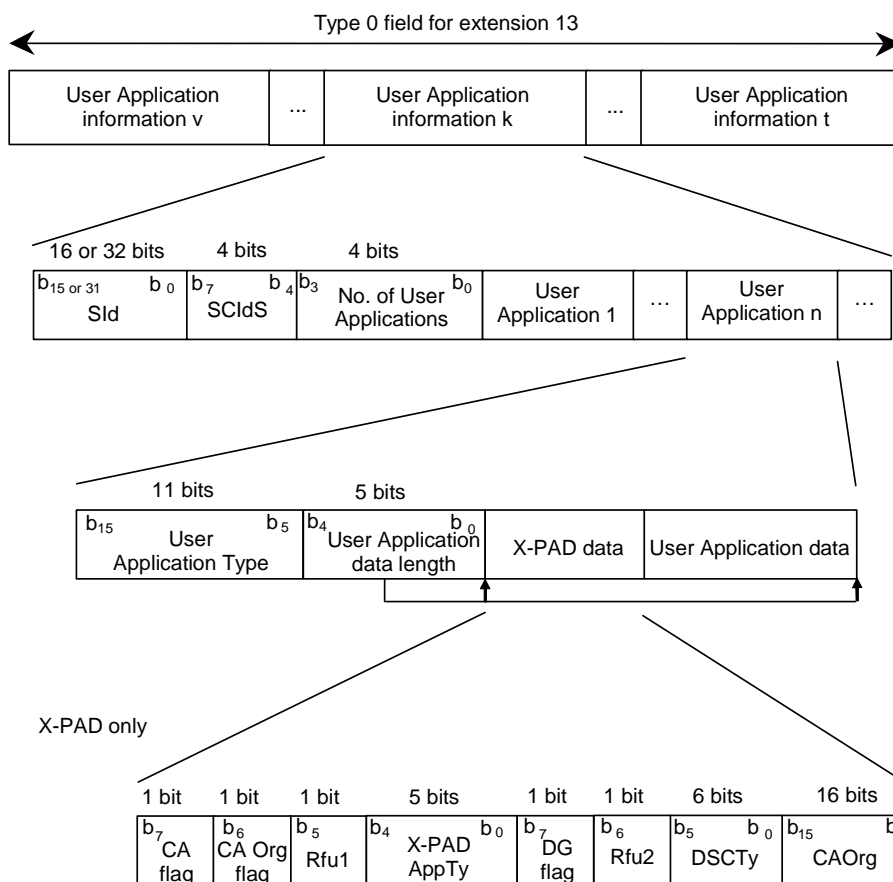 Type 0 field for extension 13
User Application information v
...
User Application information k
...
User Application information t
16 or 32 bits
4 bits
4 bits
b15 or 31 b0
SId
b7 b4
SCIdS
b3 b0
No. of User Applications
User Application 1
...
User Application n
...
11 bits
5 bits
b15 b5
User Application Type
b4 b0
User Application data length
X-PAD data
User Application data
X-PAD only
1 bit
1 bit
1 bit
5 bits
1 bit
1 bit
6 bits
16 bits
b7
CA flag
b6
CA Org flag
b5
Rfu1
b4 b0
X-PAD AppTy
b7
DG flag
b6
Rfu2
b5 b0
DSCTy
b15
CAOrg